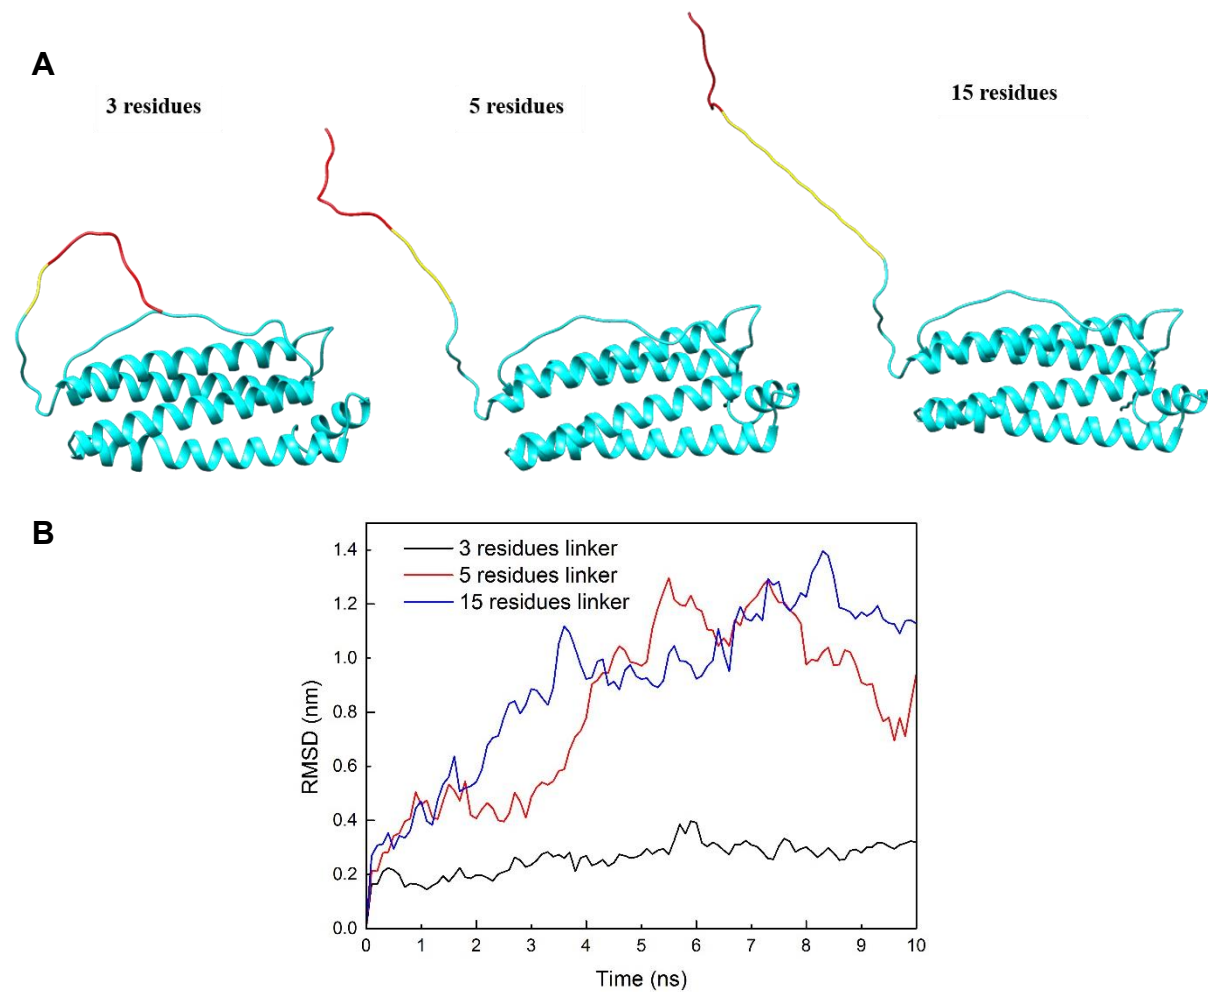 A
3 residues
5 residues
15 residues
B
3 residues linker
5 residues linker
15 residues linker
RMSD (nm)
1.4
1.2
1.0
0.8
0.6
0.4
0.2
0.0
0 1 2 3 4 5 6 7 8 9 10
Time (ns)